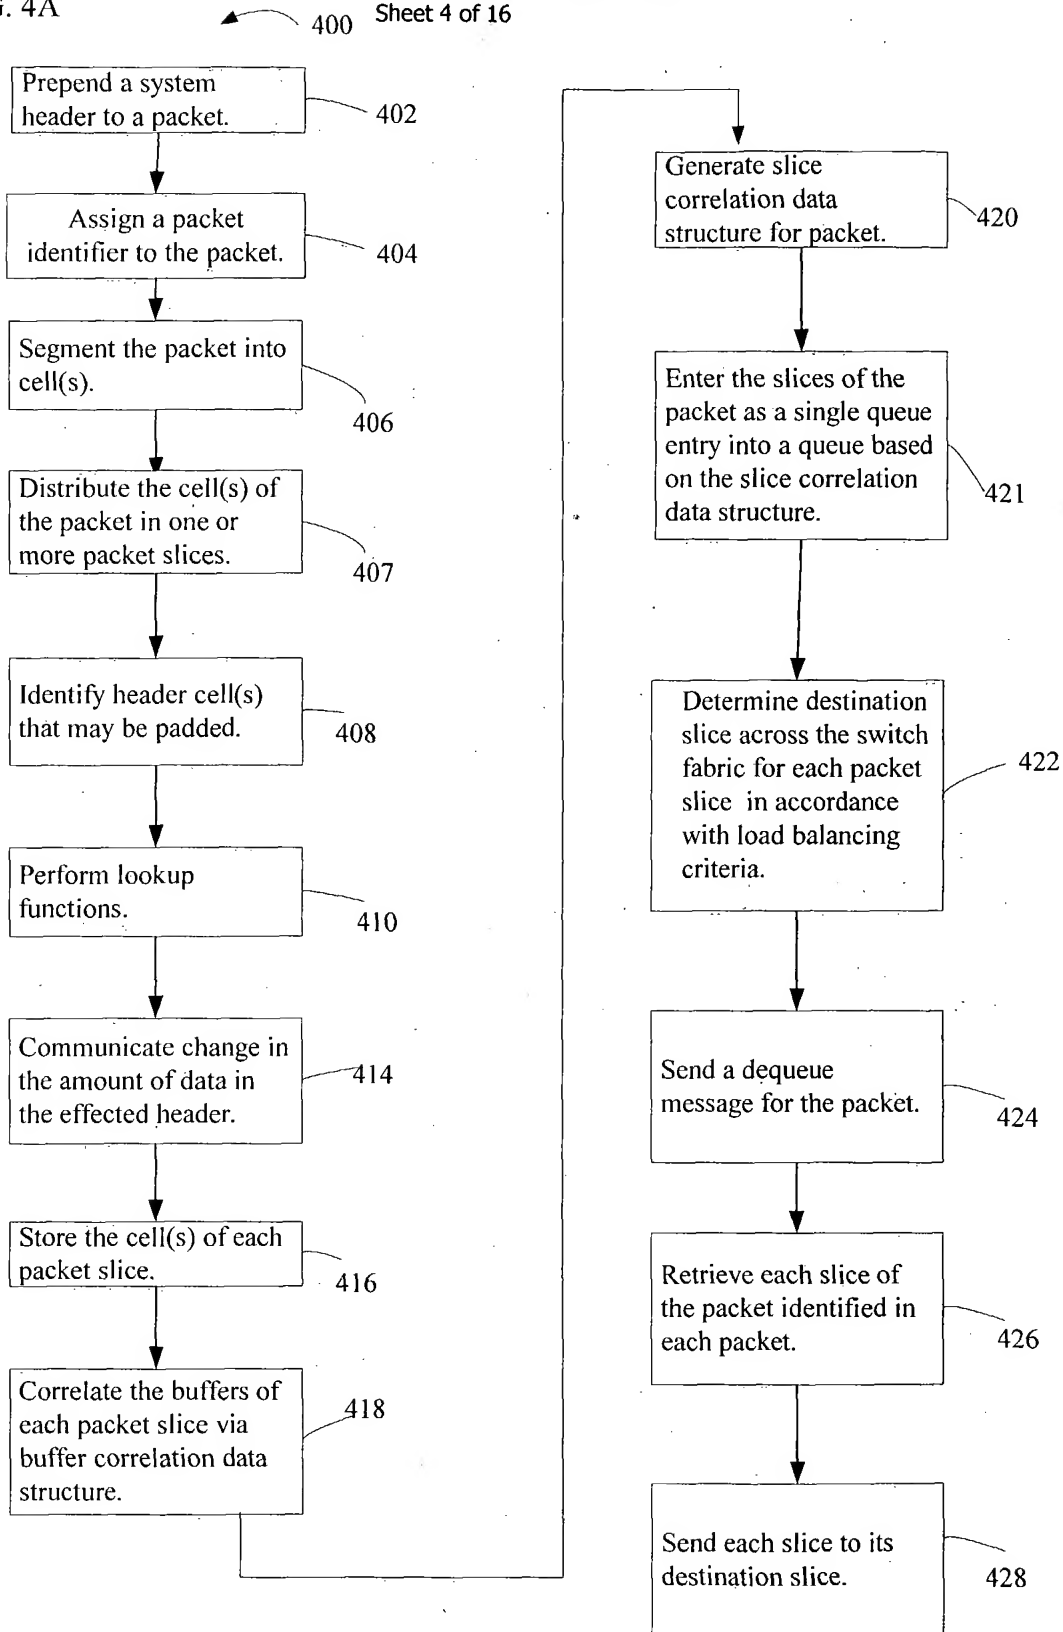 . 4A
400
Sheet 4 of 16
Prepend a system
header to a packet.
402
Assign a packet
identifier to the packet.
404
Segment the packet into
cell(s).
406
Distribute the cell(s) of
the packet in one or
more packet slices.
407
Identify header cell(s)
that may be padded.
408
Perform lookup
functions.
410
Communicate change in
the amount of data in
the effected header.
414
Store the cell(s) of each
packet slice.
416
Correlate the buffers of
each packet slice via
buffer correlation data
structure.
418
Generate slice
correlation data
structure for packet.
420
Enter the slices of the
packet as a single queue
entry into a queue based
on the slice correlation
data structure.
421
Determine destination
slice across the switch
fabric for each packet
slice in accordance
with load balancing
criteria.
422
Send a dequeue
message for the packet.
424
Retrieve each slice of
the packet identified in
each packet.
426
Send each slice to its
destination slice.
428